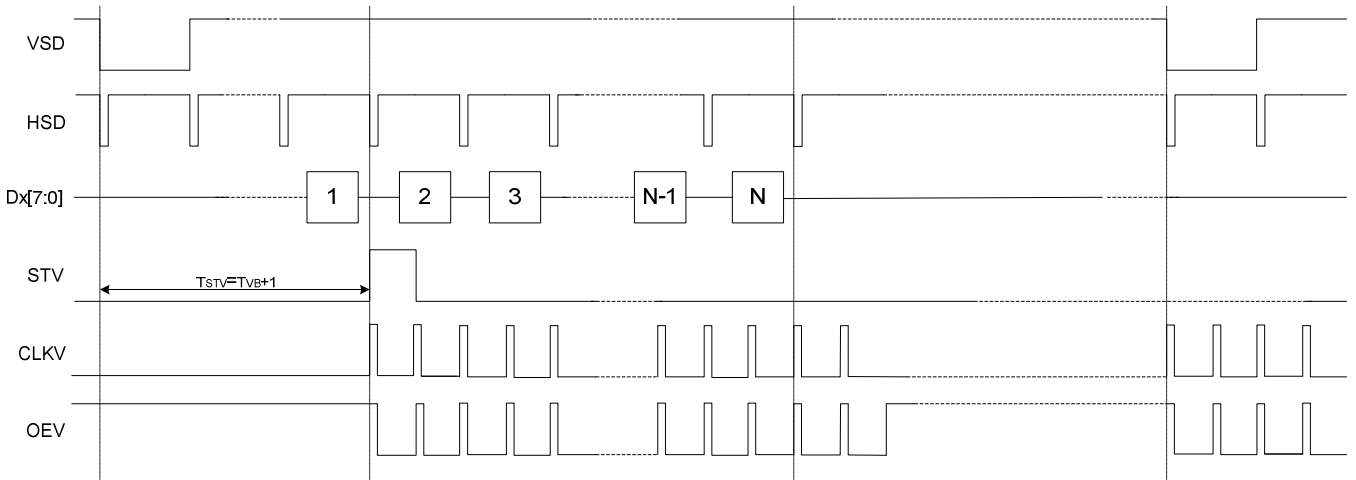 VSD
HSD
Dx[7:0]
1
2
3
N-1
N
STV
TSTV=TVB+1
CLKV
OEV